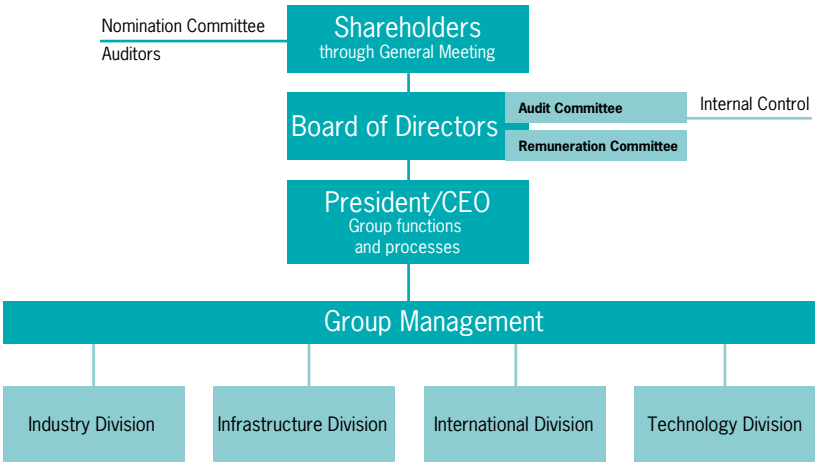 Nomination Committee
Auditors
Shareholders
through General Meeting
Board of Directors
Audit Committee
Remuneration Committee
Internal Control
President/CEO
Group functions
and processes
Group Management
Industry Division
Infrastructure Division
International Division
Technology Division